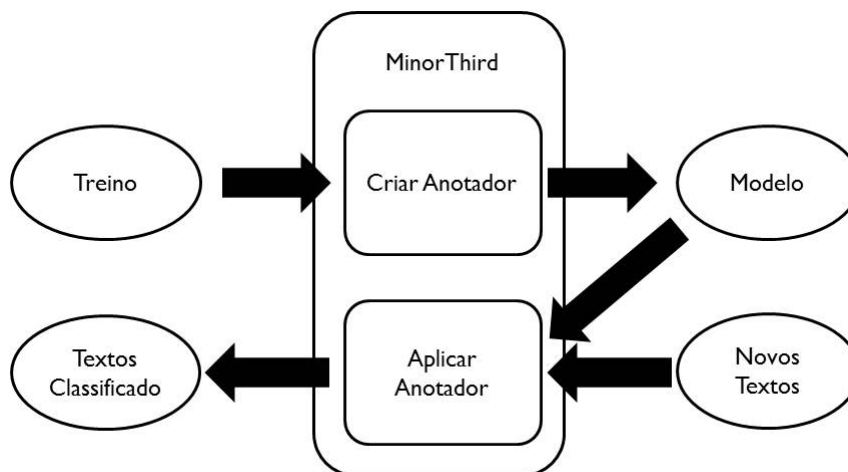 MinorThird
Treino
Criar Anotador
Modelo
Textos
Classificado
Aplicar
Anotador
Novos
Textos